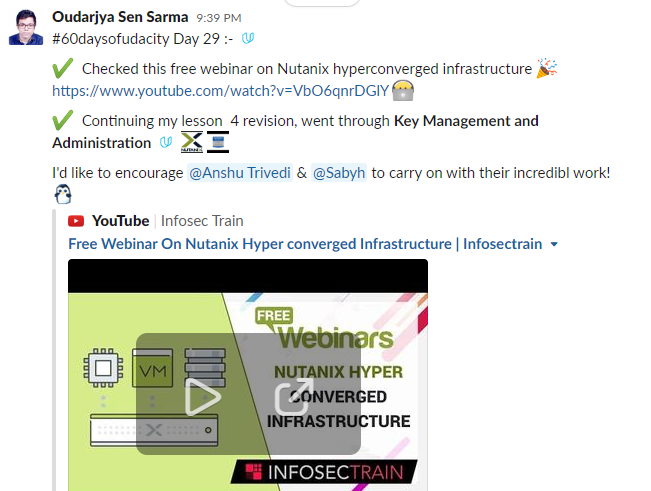 Oudarjya Sen Sarma 9:39 PM
#60daysofudacity Day 29 :-
Checked this free webinar on Nutanix hyperconverged infrastructure
https://www.youtube.com/watch?v=VbO6qnrDGlY
Continuing my lesson 4 revision, went through Key Management and
Administration
I'd like to encourage @Anshu Trivedi & @Sabyh to carry on with their incredibl work!
YouTube | Infosec Train
Free Webinar On Nutanix Hyper converged Infrastructure | Infosectrain
FREE
Webinars
VM
NUTANIX HYPER
CONVERGED
INFRASTRUCTURE
INFOSECTRAIN